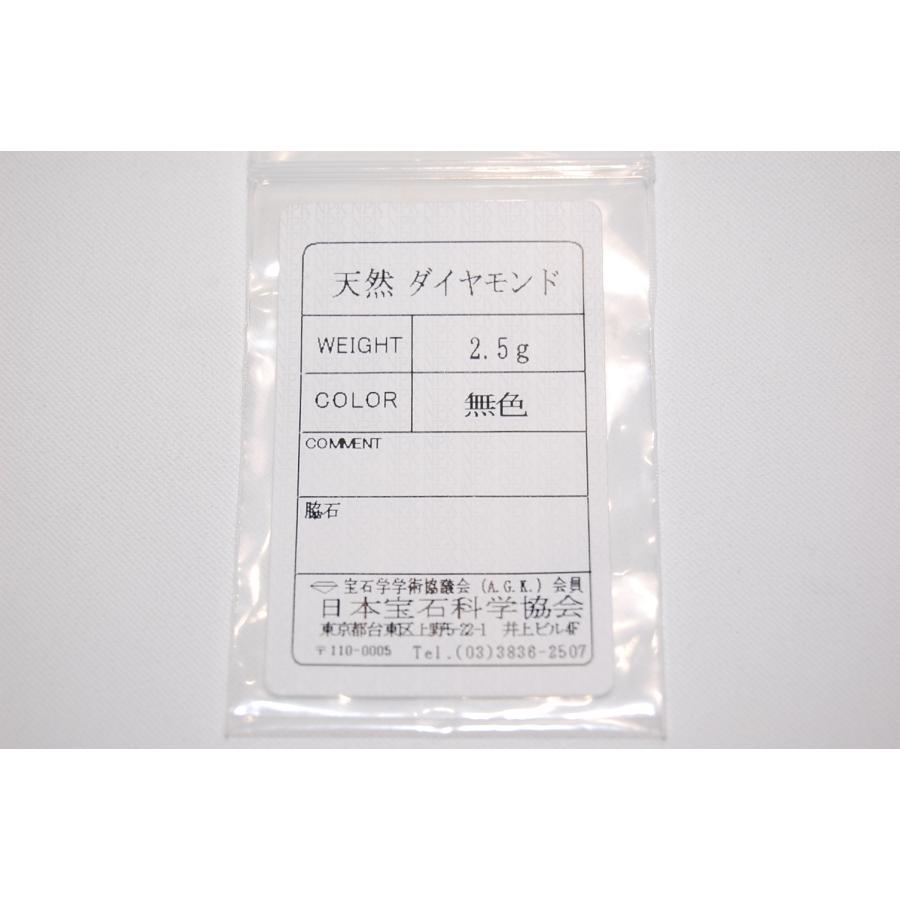 天然 ダイヤモンド
WEIGHT 2.5g
COLOR 無色
COMMENT
脇石
宝石学学術協議会 (A.G.K.) 会員
日本宝石科学協会
東京都台東区上野5-22-1 井上ビル4F
〒110-0005 Tel.(03)3836-2507